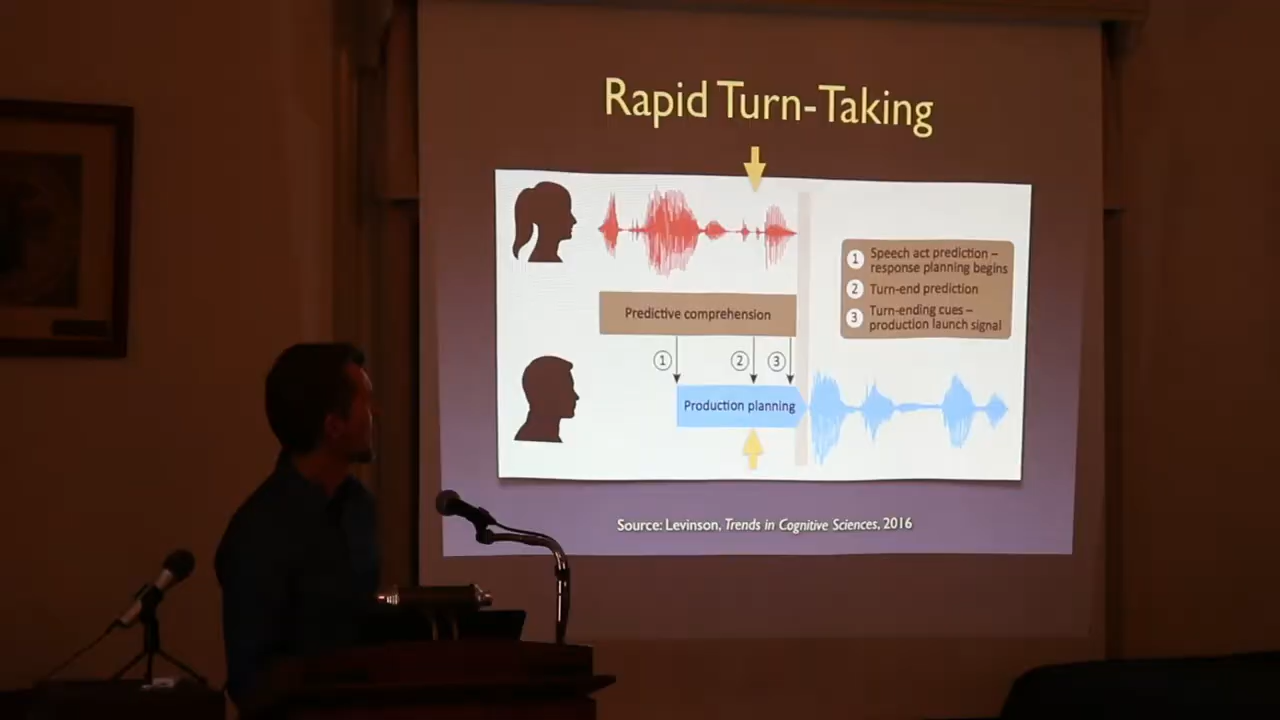 Rapid Turn-Taking
1 Speech act prediction –
response planning begins
2 Turn-end prediction
3 Turn-ending cues –
production launch signal
Predictive comprehension
1 2 3
Production planning
Source: Levinson, Trends in Cognitive Sciences, 2016